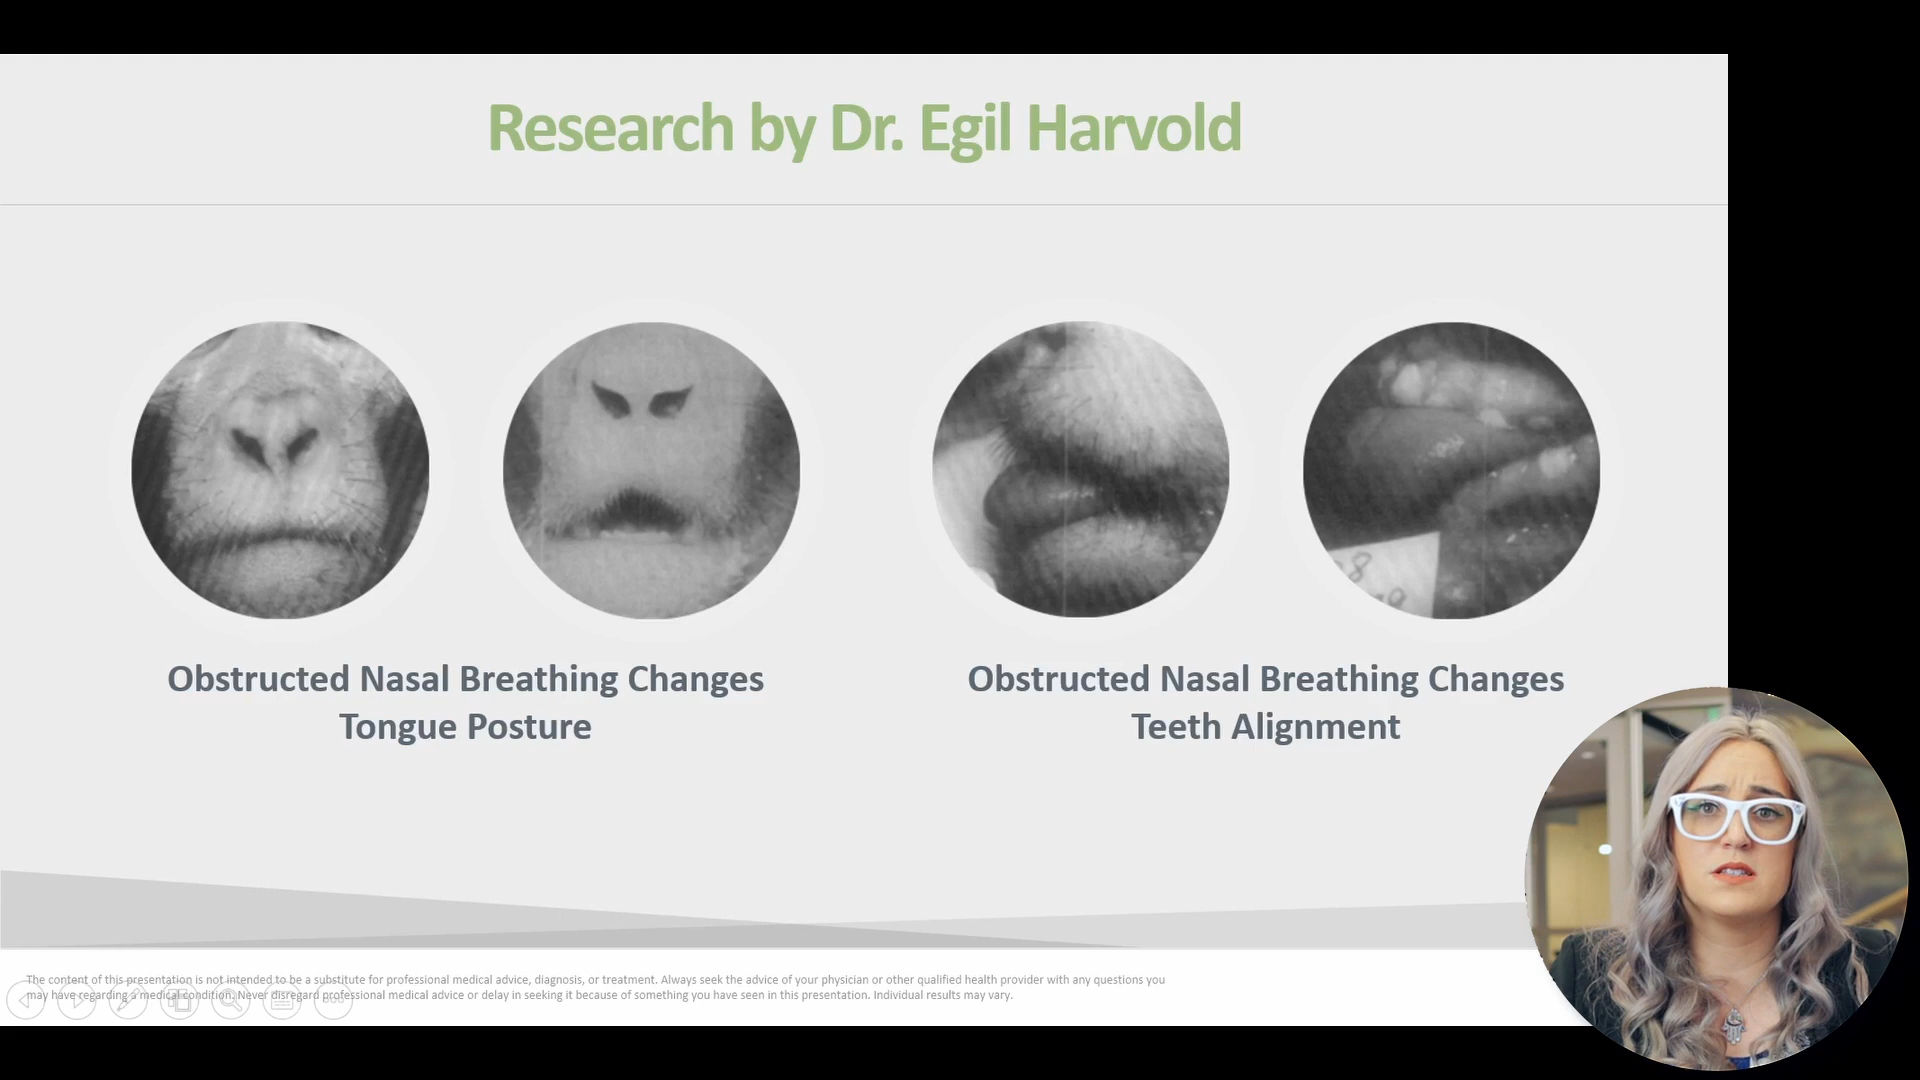 Research by Dr. Egil Harvold
Obstructed Nasal Breathing Changes
Tongue Posture
Obstructed Nasal Breathing Changes
Teeth Alignment
The content of this presentation is not intended to be a substitute for professional medical advice, diagnosis, or treatment. Always seek the advice of your physician or other qualified health provider with any questions you
may have regarding a medical condition. Never disregard professional medical advice or delay in seeking it because of something you have seen in this presentation. Individual results may vary.